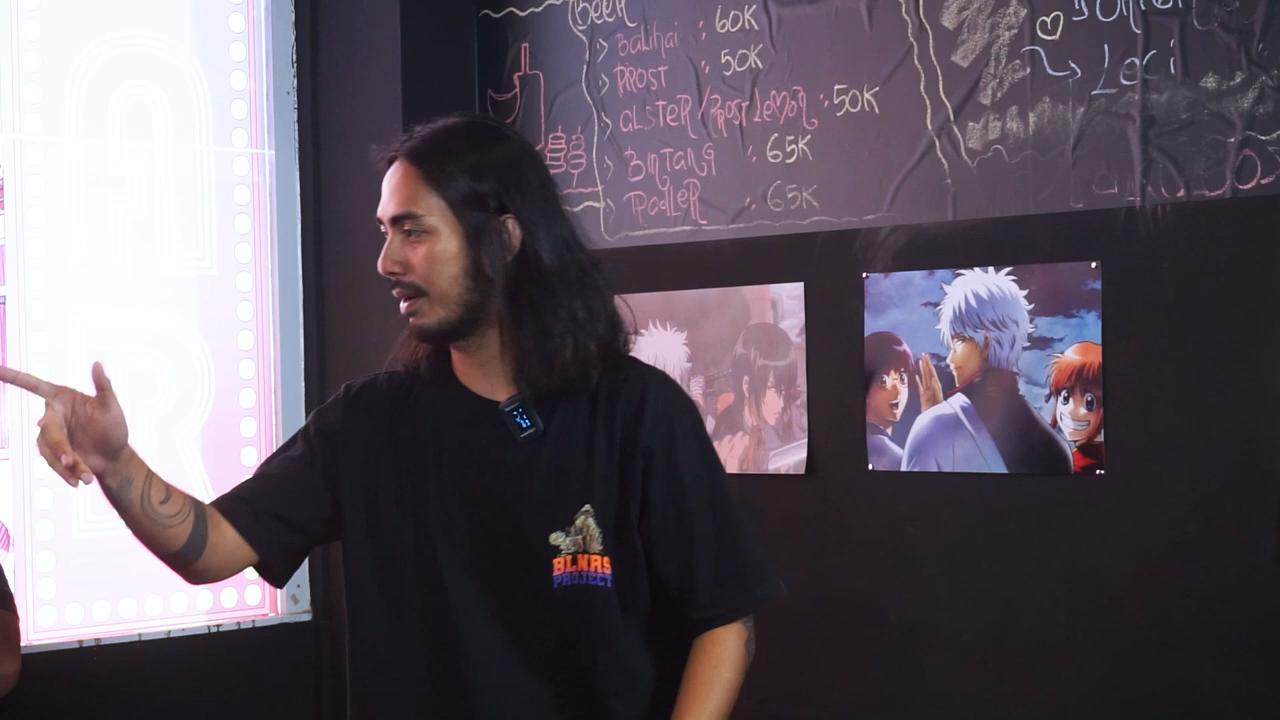 Beer
> BaLiHai : 60K
> PROST : 50K
> aLSTER / PROST LEMON : 50K
> BINTANG : 65K
> RaDLER : 65K
Leci
BLNRS
PROJECT